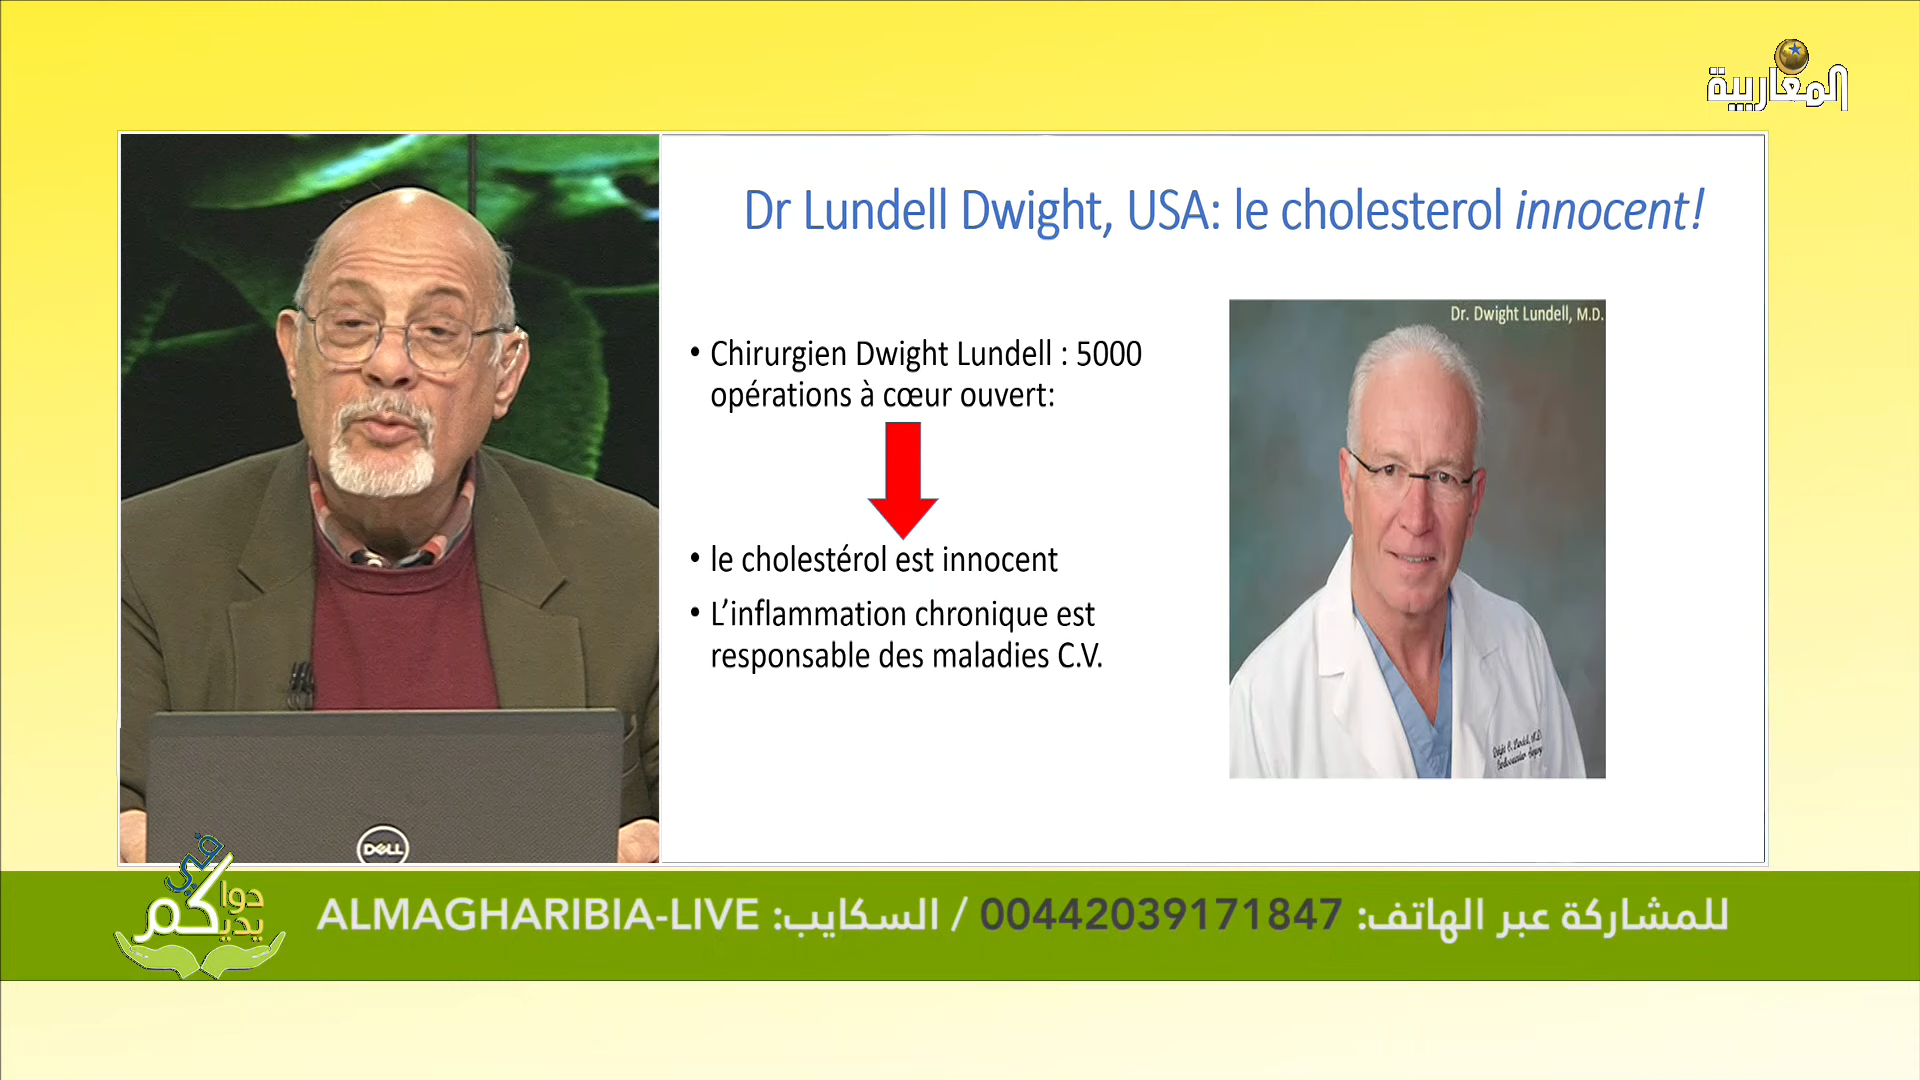 المغاربية
Dr Lundell Dwight, USA: le cholesterol innocent!
Dr. Dwight Lundell, M.D.
• Chirurgien Dwight Lundell : 5000
opérations à cœur ouvert:
• le cholestérol est innocent
• L’inflammation chronique est
responsable des maladies C.V.
DELL
دواكم
في
يديكم
للمشاركة عبر الهاتف: 00442039171847 / السكايب: ALMAGHARIBIA-LIVE